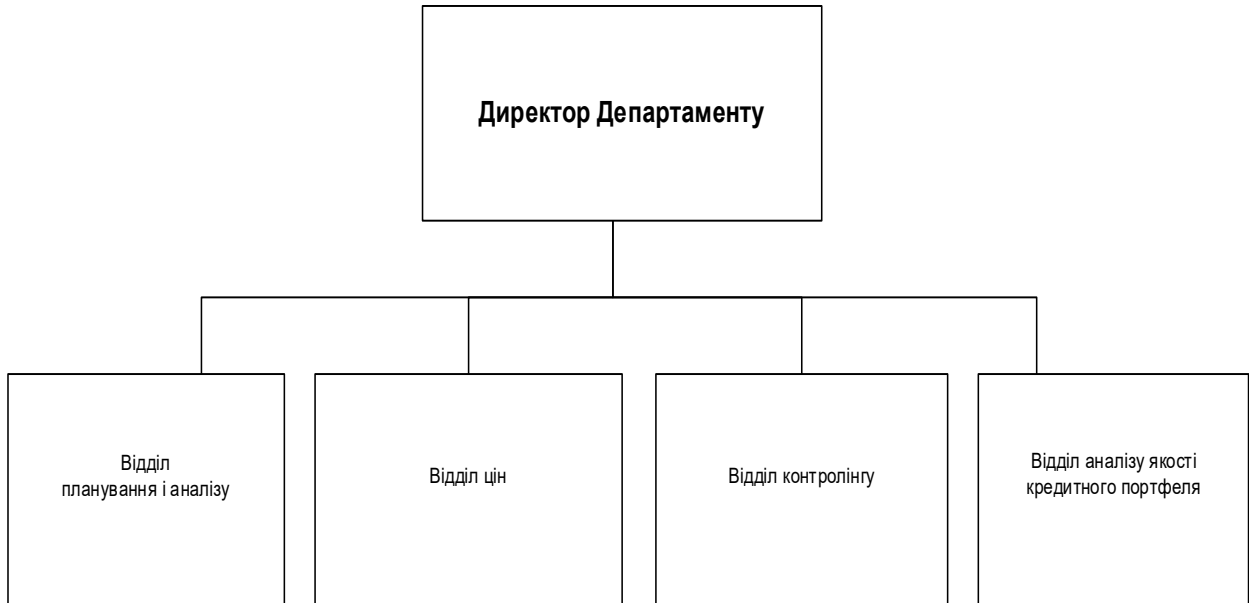 Директор Департаменту
Відділ
планування і аналізу
Відділ цін
Відділ контролінгу
Відділ аналізу якості
кредитного портфеля